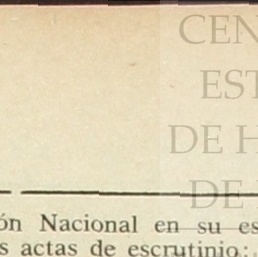 CEN
EST
DE H
DE
ón Nacional en su es
s actas de escrutinio: